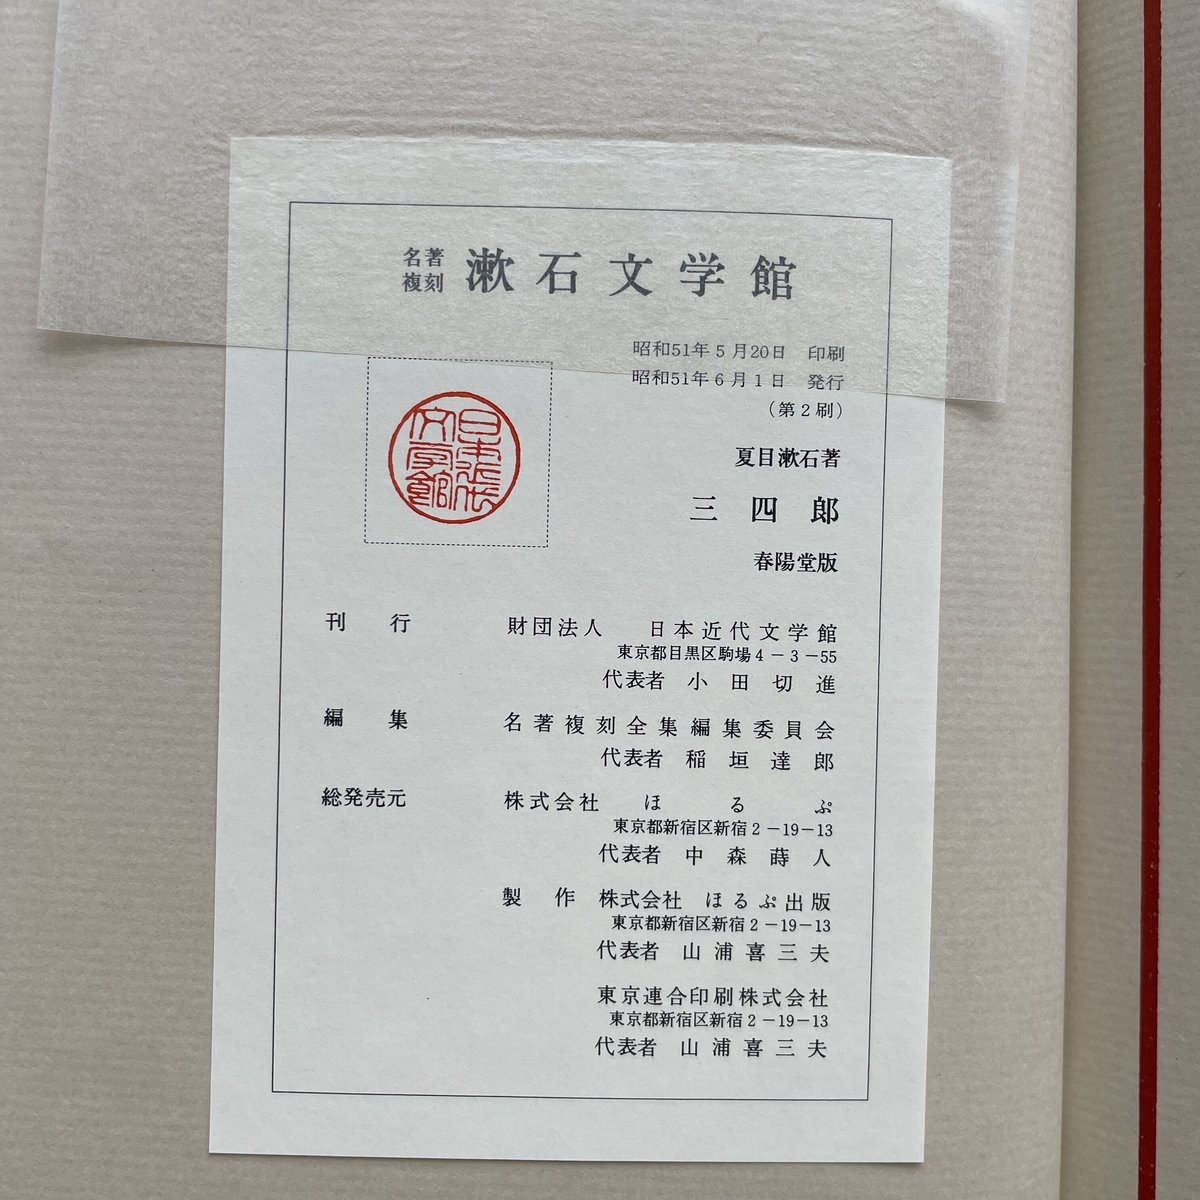 名著
複刻 漱石文学館
昭和51年5月20日 印刷
昭和51年6月1日 発行
（第2刷）
日本近代
文学館
夏目漱石著
三四郎
春陽堂版
刊行 財団法人 日本近代文学館
東京都目黒区駒場4－3－55
代表者 小田切進
編集 名著複刻全集編集委員会
代表者 稲垣達郎
総発売元 株式会社 ほるぷ
東京都新宿区新宿2－19－13
代表者 中森蒔人
製作 株式会社 ほるぷ出版
東京都新宿区新宿2－19－13
代表者 山浦喜三夫
東京連合印刷株式会社
東京都新宿区新宿2－19－13
代表者 山浦喜三夫